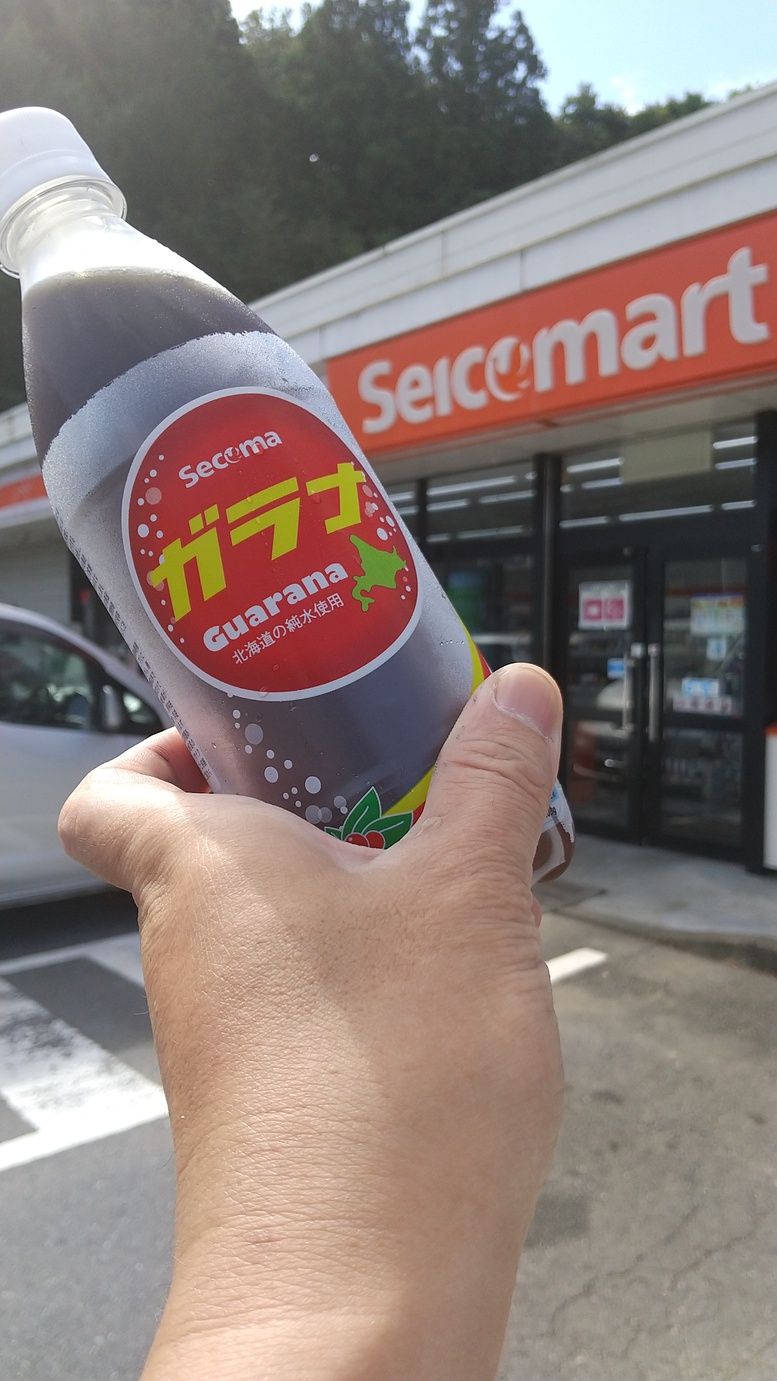 Seicomart
Secoma
ガラナ
Guarana
北海道の純水使用